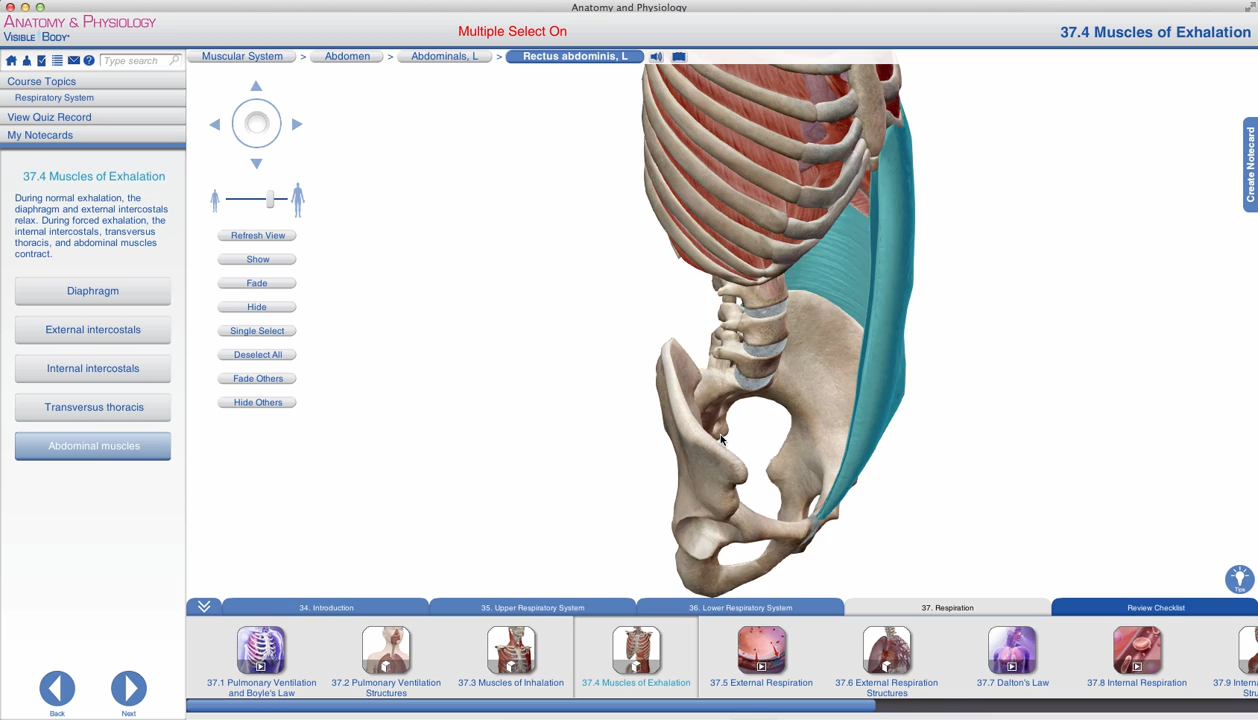 Anatomy and Physiology
ANATOMY & PHYSIOLOGY
VISIBLE BODY
Multiple Select On
37.4 Muscles of Exhalation
Type search
Muscular System > Abdomen > Abdominals, L > Rectus abdominis, L
Course Topics
Respiratory System
View Quiz Record
My Notecards
37.4 Muscles of Exhalation
During normal exhalation, the
diaphragm and external intercostals
relax. During forced exhalation, the
internal intercostals, transversus
thoracis, and abdominal muscles
contract.
Diaphragm
External intercostals
Internal intercostals
Transversus thoracis
Abdominal muscles
Back
Next
Refresh View
Show
Fade
Hide
Single Select
Deselect All
Fade Others
Hide Others
Create Notecard
Tips
34. Introduction
35. Upper Respiratory System
36. Lower Respiratory System
37. Respiration
Review Checklist
37.1 Pulmonary Ventilation
and Boyle's Law
37.2 Pulmonary Ventilation
Structures
37.3 Muscles of Inhalation
37.4 Muscles of Exhalation
37.5 External Respiration
37.6 External Respiration
Structures
37.7 Dalton's Law
37.8 Internal Respiration
37.9 Intern
Stru